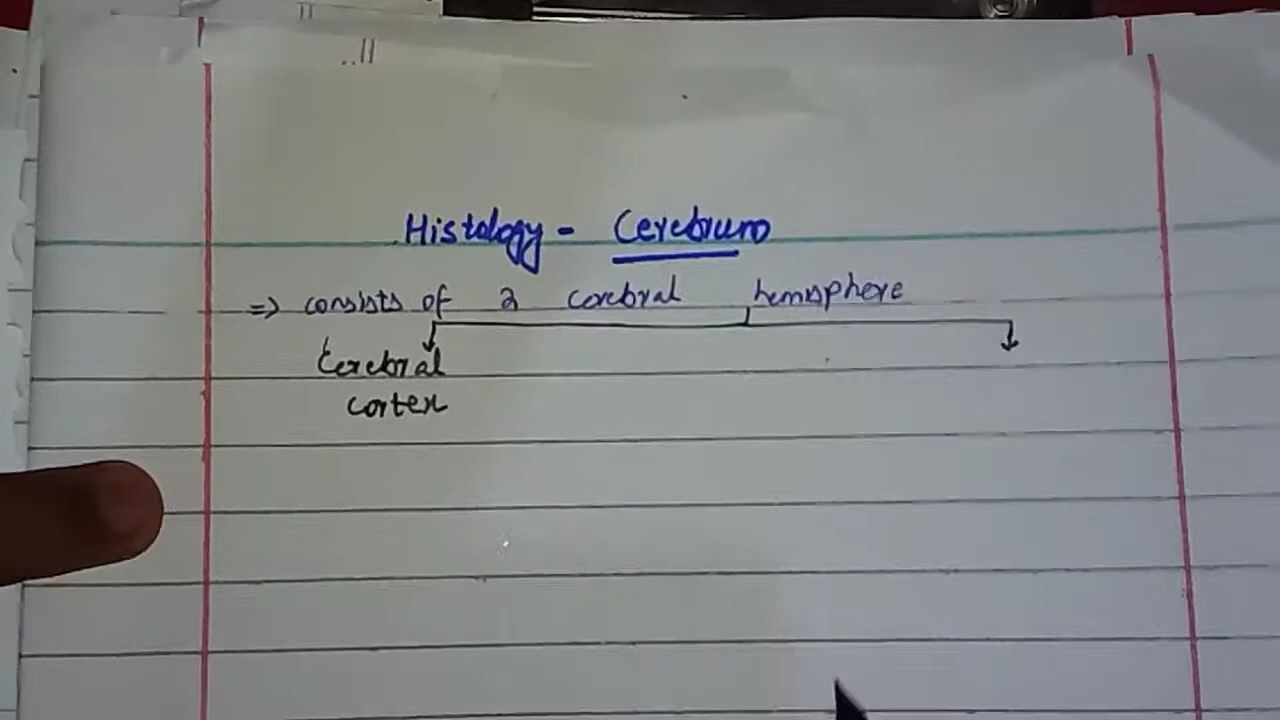 Histology - Cerebrum
=> consists of 2 cerebral hemisphere
Cerebral
cortex